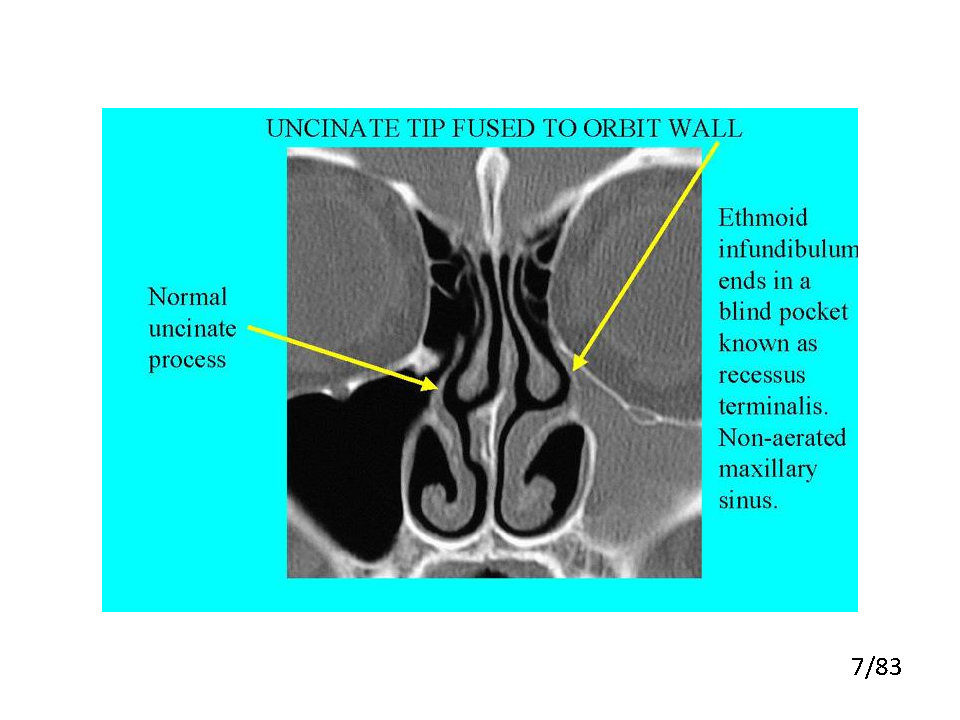 UNCINATE TIP FUSED TO ORBIT WALL
Normal
uncinate
process
Ethmoid
infundibulum
ends in a
blind pocket
known as
recessus
terminalis.
Non-aerated
maxillary
sinus.
7/83